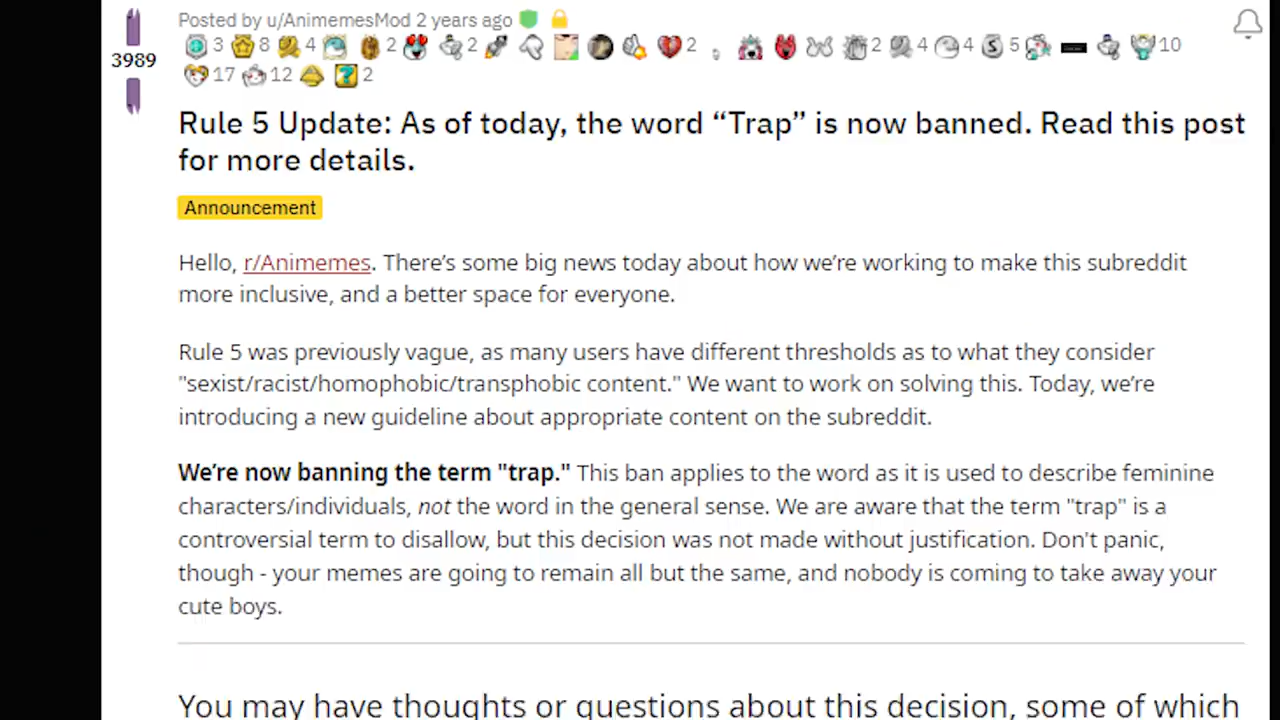 Posted by u/AnimemesMod 2 years ago
3 8 4 2 2 2 2 4 4 5 10
3989
17 12 2
Rule 5 Update: As of today, the word “Trap” is now banned. Read this post
for more details.
Announcement
Hello, r/Animemes. There’s some big news today about how we’re working to make this subreddit
more inclusive, and a better space for everyone.
Rule 5 was previously vague, as many users have different thresholds as to what they consider
"sexist/racist/homophobic/transphobic content." We want to work on solving this. Today, we’re
introducing a new guideline about appropriate content on the subreddit.
We’re now banning the term "trap." This ban applies to the word as it is used to describe feminine
characters/individuals, not the word in the general sense. We are aware that the term "trap" is a
controversial term to disallow, but this decision was not made without justification. Don't panic,
though - your memes are going to remain all but the same, and nobody is coming to take away your
cute boys.
You may have thoughts or questions about this decision, some of which